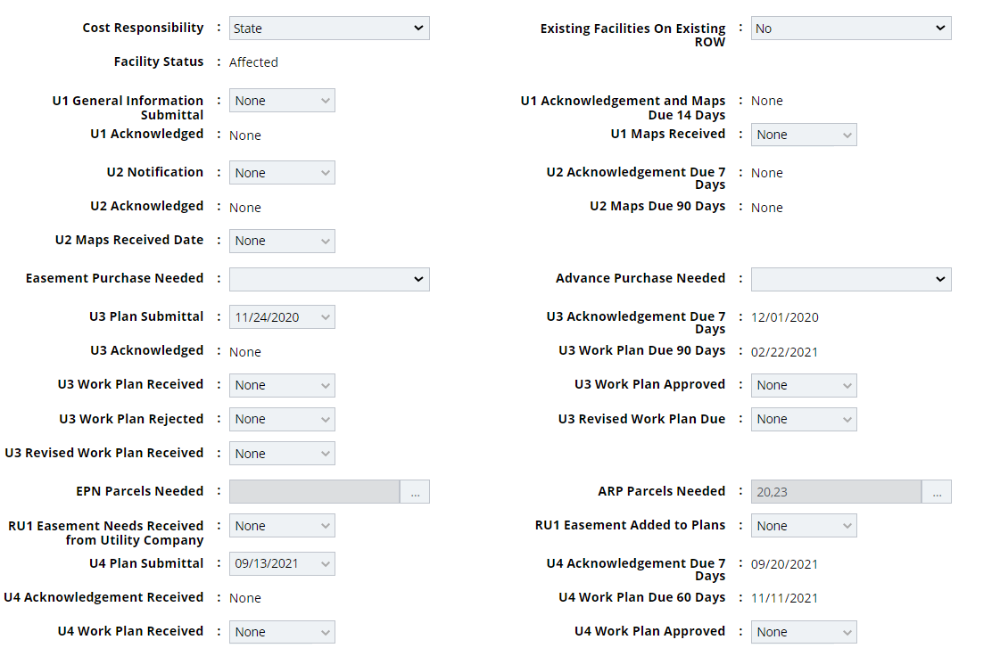 Cost Responsibility : State Existing Facilities On Existing : No
ROW
Facility Status : Affected
U1 General Information : None U1 Acknowledgement and Maps : None
Submittal Due 14 Days
U1 Acknowledged : None U1 Maps Received : None
U2 Notification : None U2 Acknowledgement Due 7 : None
Days
U2 Acknowledged : None U2 Maps Due 90 Days : None
U2 Maps Received Date : None
Easement Purchase Needed : Advance Purchase Needed :
U3 Plan Submittal : 11/24/2020 U3 Acknowledgement Due 7 : 12/01/2020
Days
U3 Acknowledged : None U3 Work Plan Due 90 Days : 02/22/2021
U3 Work Plan Received : None U3 Work Plan Approved : None
U3 Work Plan Rejected : None U3 Revised Work Plan Due : None
U3 Revised Work Plan Received : None
EPN Parcels Needed : ... ARP Parcels Needed : 20,23 ...
RU1 Easement Needs Received : None RU1 Easement Added to Plans : None
from Utility Company
U4 Plan Submittal : 09/13/2021 U4 Acknowledgement Due 7 : 09/20/2021
Days
U4 Acknowledgement Received : None U4 Work Plan Due 60 Days : 11/11/2021
U4 Work Plan Received : None U4 Work Plan Approved : None